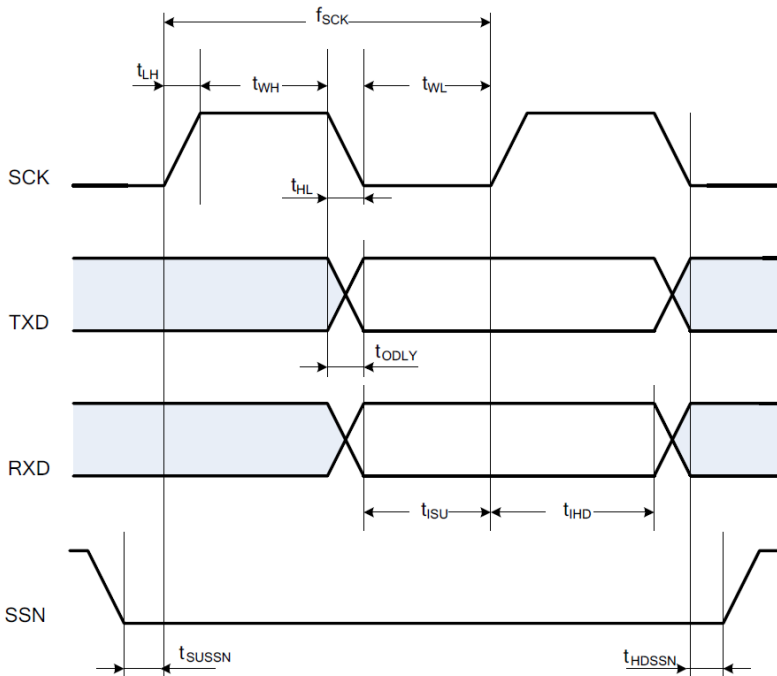 fSCK
tLH
tWH
tWL
SCK
tHL
TXD
tODLY
RXD
tISU
tIHD
SSN
tSUSSN
tHDSSN